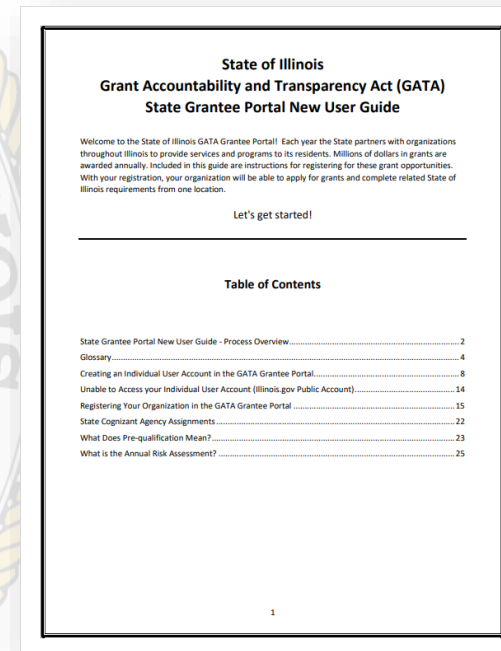 State of Illinois
Grant Accountability and Transparency Act (GATA)
State Grantee Portal New User Guide
Welcome to the State of Illinois GATA Grantee Portal!  Each year the State partners with organizations
throughout Illinois to provide services and programs to its residents. Millions of dollars in grants are
awarded annually. Included in this guide are instructions for registering for these grant opportunities.
With your registration, your organization will be able to apply for grants and complete related State of
Illinois requirements from one location.
Let's get started!
Table of Contents
State Grantee Portal New User Guide - Process Overview....................2
Glossary....................4
Creating an Individual User Account in the GATA Grantee Portal....................8
Unable to Access your Individual User Account (Illinois.gov Public Account)....................14
Registering Your Organization in the GATA Grantee Portal ....................15
State Cognizant Agency Assignments....................22
What Does Pre-qualification Mean?....................23
What is the Annual Risk Assessment? ....................25
1